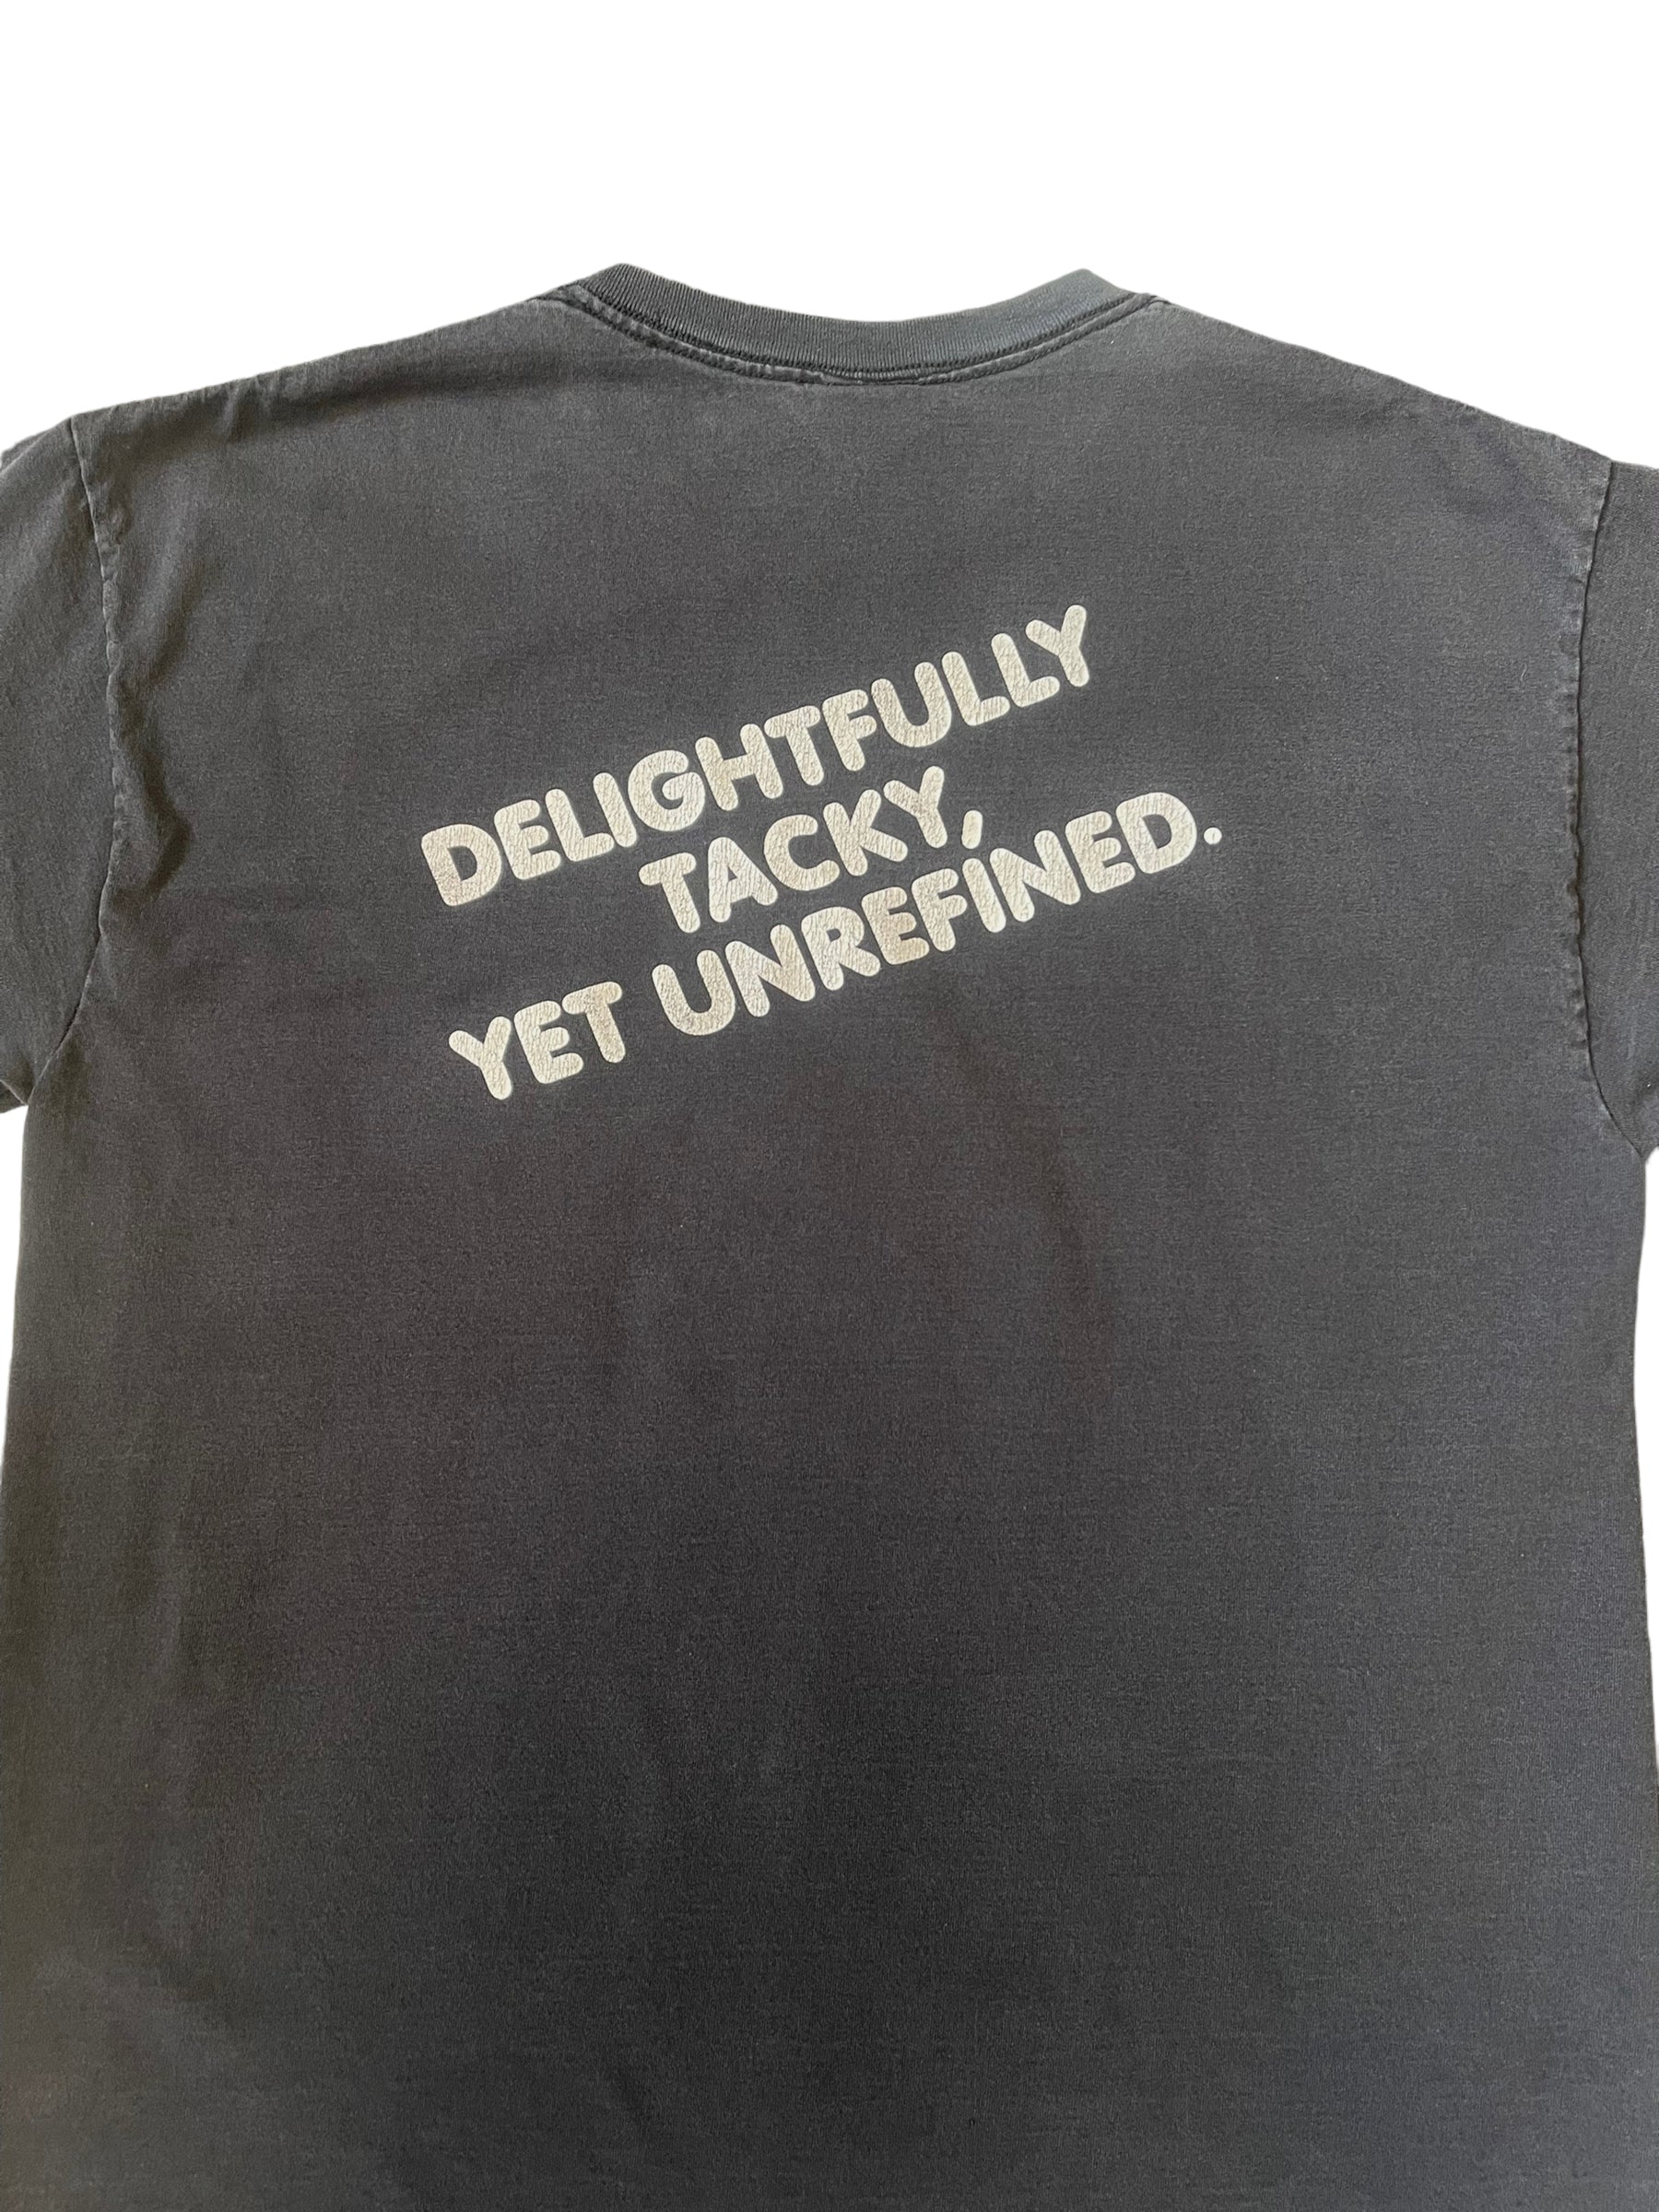 DELIGHTFULLY
TACKY,
YET UNREFINED.